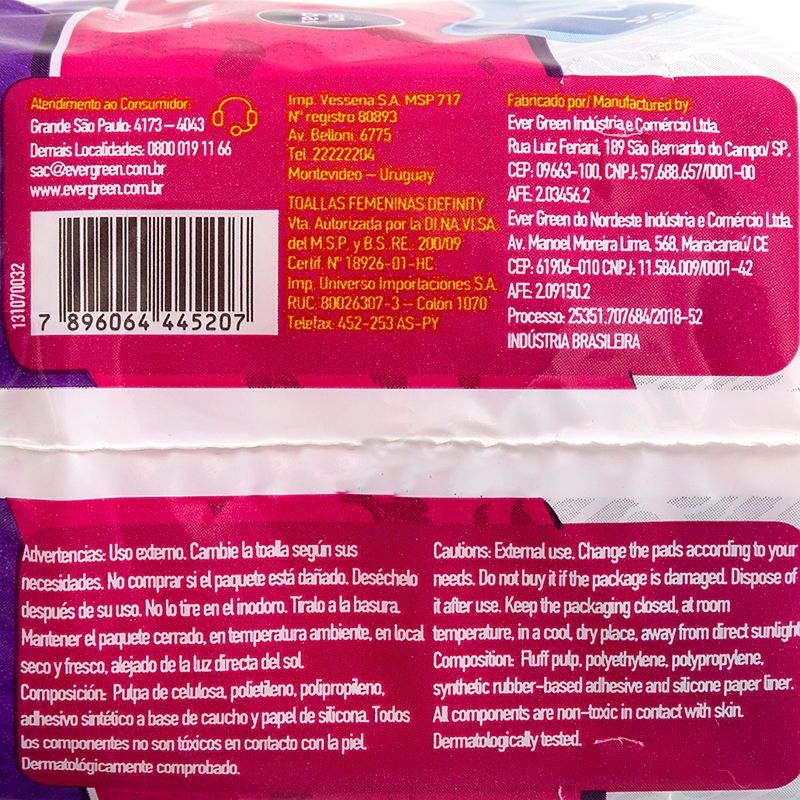 Atendimento ao Consumidor:
Grande São Paulo: 4173 – 4043
Demais Localidades: 0800 019 11 66
sac@evergreen.com.br
www.evergreen.com.br
131070032
7 896064 445207
Imp. Vessena S.A. MSP 717
N° registro 80893
Av. Belloni, 6775
Tel. 22222204
Montevideo – Uruguay
TOALLAS FEMENINAS DEFINITY
Vta. Autorizada por la DI.NA.VI.SA.
del M.S.P. y B.S. RE.: 200/09
Certif. N° 18926-01-HC
Imp. Universo Importaciones S.A.
RUC. 80026307-3 – Colón 1070
Telefax: 452-253 AS-PY
Fabricado por/ Manufactured by:
Ever Green Indústria e Comércio Ltda.
Rua Luiz Feriani, 189 São Bernardo do Campo/ SP,
CEP: 09663-100, CNPJ: 57.688.657/0001-00
AFE: 2.03456.2
Ever Green do Nordeste Indústria e Comércio Ltda.
Av. Manoel Moreira Lima, 568, Maracanaú/ CE
CEP: 61906-010 CNPJ: 11.586.009/0001-42
AFE: 2.09150.2
Processo: 25351.707684/2018-52
INDÚSTRIA BRASILEIRA
Advertencias: Uso externo. Cambie la toalla según sus
necesidades. No comprar si el paquete está dañado. Deséchelo
después de su uso. No lo tire en el inodoro. Tíralo a la basura.
Mantener el paquete cerrado, en temperatura ambiente, en local
seco y fresco, alejado de la luz directa del sol.
Composición: Pulpa de celulosa, polietileno, polipropileno,
adhesivo sintético a base de caucho y papel de silicona. Todos
los componentes no son tóxicos en contacto con la piel.
Dermatológicamente comprobado.
Cautions: External use. Change the pads according to your
needs. Do not buy it if the package is damaged. Dispose of
it after use. Keep the packaging closed, at room
temperature, in a cool, dry place, away from direct sunlight
Composition: Fluff pulp, polyethylene, polypropylene,
synthetic rubber-based adhesive and silicone paper liner.
All components are non-toxic in contact with skin.
Dermatologically tested.